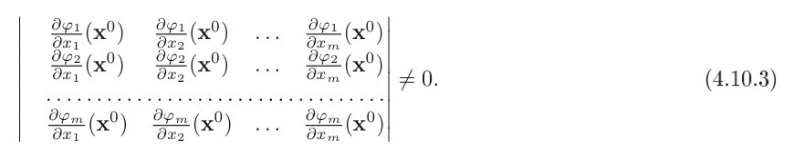 | ∂φ₁/∂x₁(𝐱⁰) ∂φ₁/∂x₂(𝐱⁰) … ∂φ₁/∂xₘ(𝐱⁰) |
| ∂φ₂/∂x₁(𝐱⁰) ∂φ₂/∂x₂(𝐱⁰) … ∂φ₂/∂xₘ(𝐱⁰) |
| .................................. | ≠ 0. (4.10.3)
| ∂φₘ/∂x₁(𝐱⁰) ∂φₘ/∂x₂(𝐱⁰) … ∂φₘ/∂xₘ(𝐱⁰) |